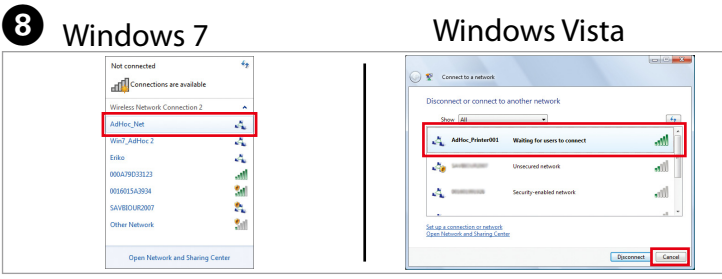 8 Windows 7
Not connected
Connections are available
Wireless Network Connection 2
AdHoc_Net
Win7_AdHoc 2
Eriko
000A79D33123
0016015A3934
SAVBIOUR2007
Other Network
Open Network and Sharing Center
Windows Vista
Connect to a network
Disconnect or connect to another network
Show All
AdHoc_Printer001 Waiting for users to connect
Unsecured network
Security-enabled network
Set up a connection or network
Open Network and Sharing Center
Disconnect Cancel